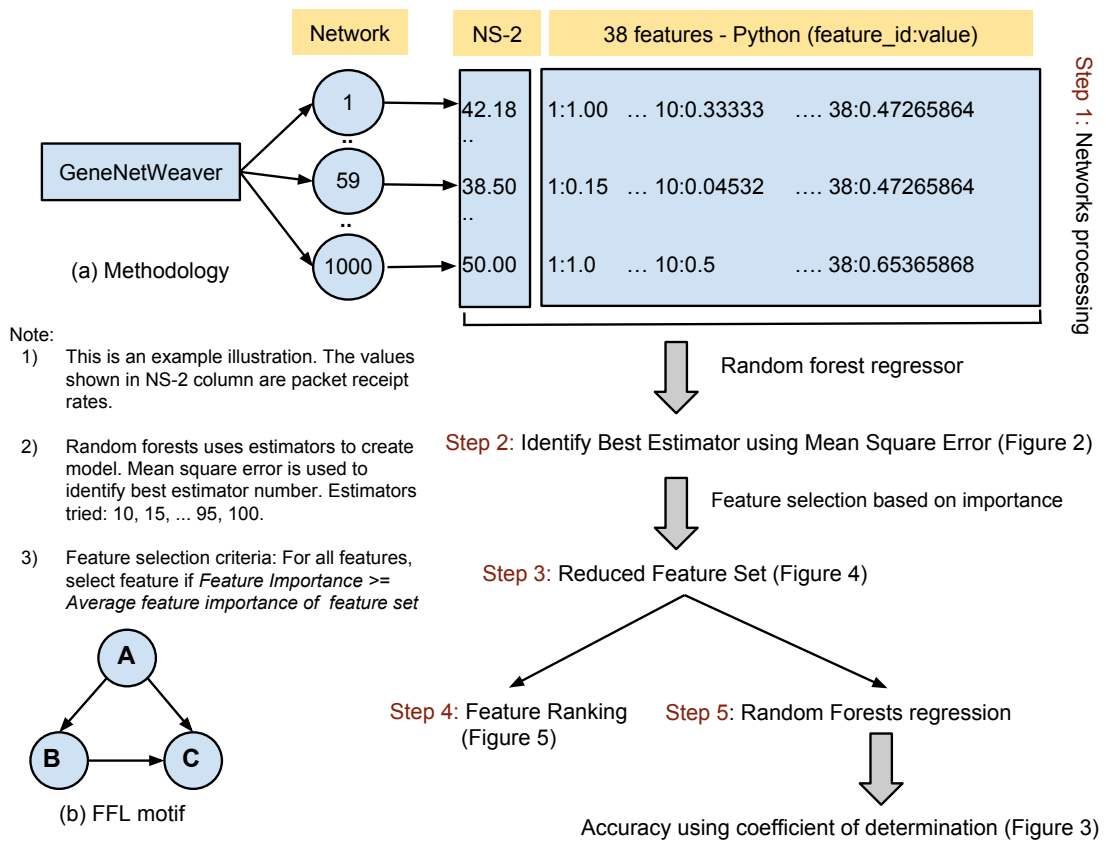 Network
NS-2
38 features - Python (feature_id:value)
Step 1: Networks processing
GeneNetWeaver
1
42.18
1:1.00 … 10:0.33333 …. 38:0.47265864
..
..
59
38.50
1:0.15 … 10:0.04532 …. 38:0.47265864
..
..
1000
50.00
1:1.0 … 10:0.5 …. 38:0.65365868
(a) Methodology
Note:
1) This is an example illustration. The values
shown in NS-2 column are packet receipt
rates.
2) Random forests uses estimators to create
model. Mean square error is used to
identify best estimator number. Estimators
tried: 10, 15, ... 95, 100.
3) Feature selection criteria: For all features,
select feature if Feature Importance >=
Average feature importance of feature set
Random forest regressor
Step 2: Identify Best Estimator using Mean Square Error (Figure 2)
Feature selection based on importance
Step 3: Reduced Feature Set (Figure 4)
Step 4: Feature Ranking
(Figure 5)
Step 5: Random Forests regression
Accuracy using coefficient of determination (Figure 3)
A
B
C
(b) FFL motif